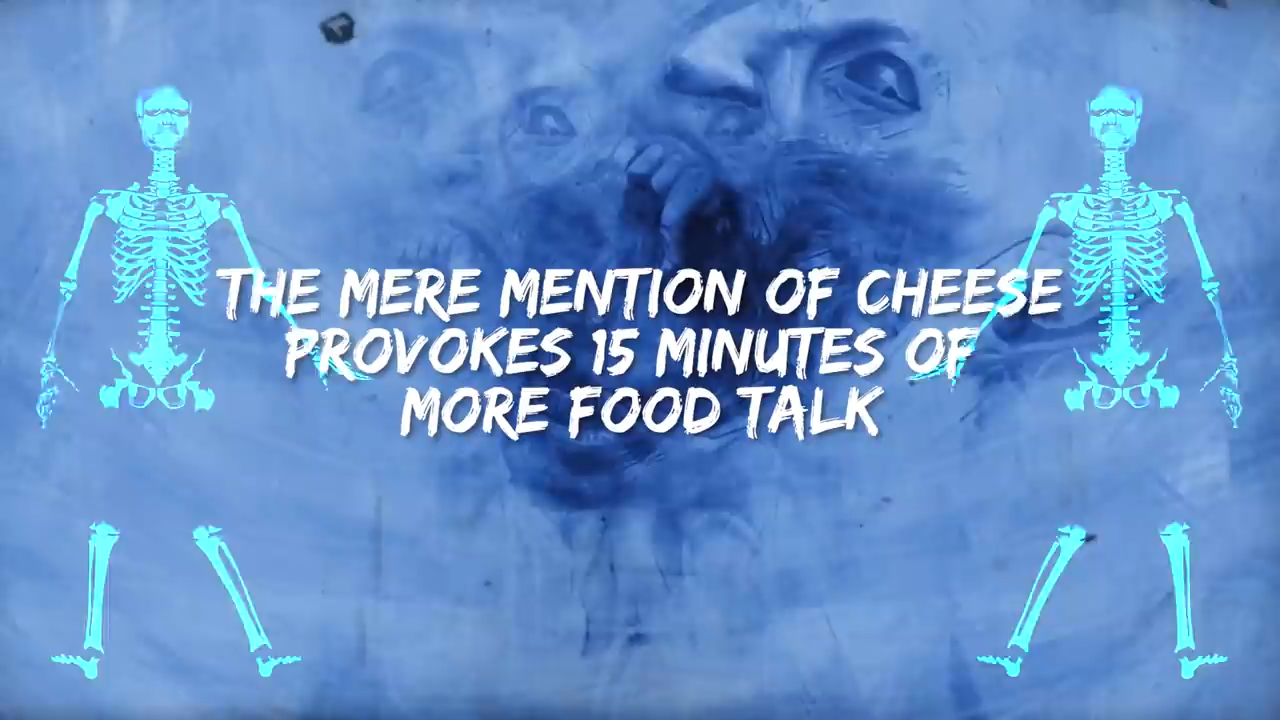 THE MERE MENTION OF CHEESE
PROVOKES 15 MINUTES OF
MORE FOOD TALK